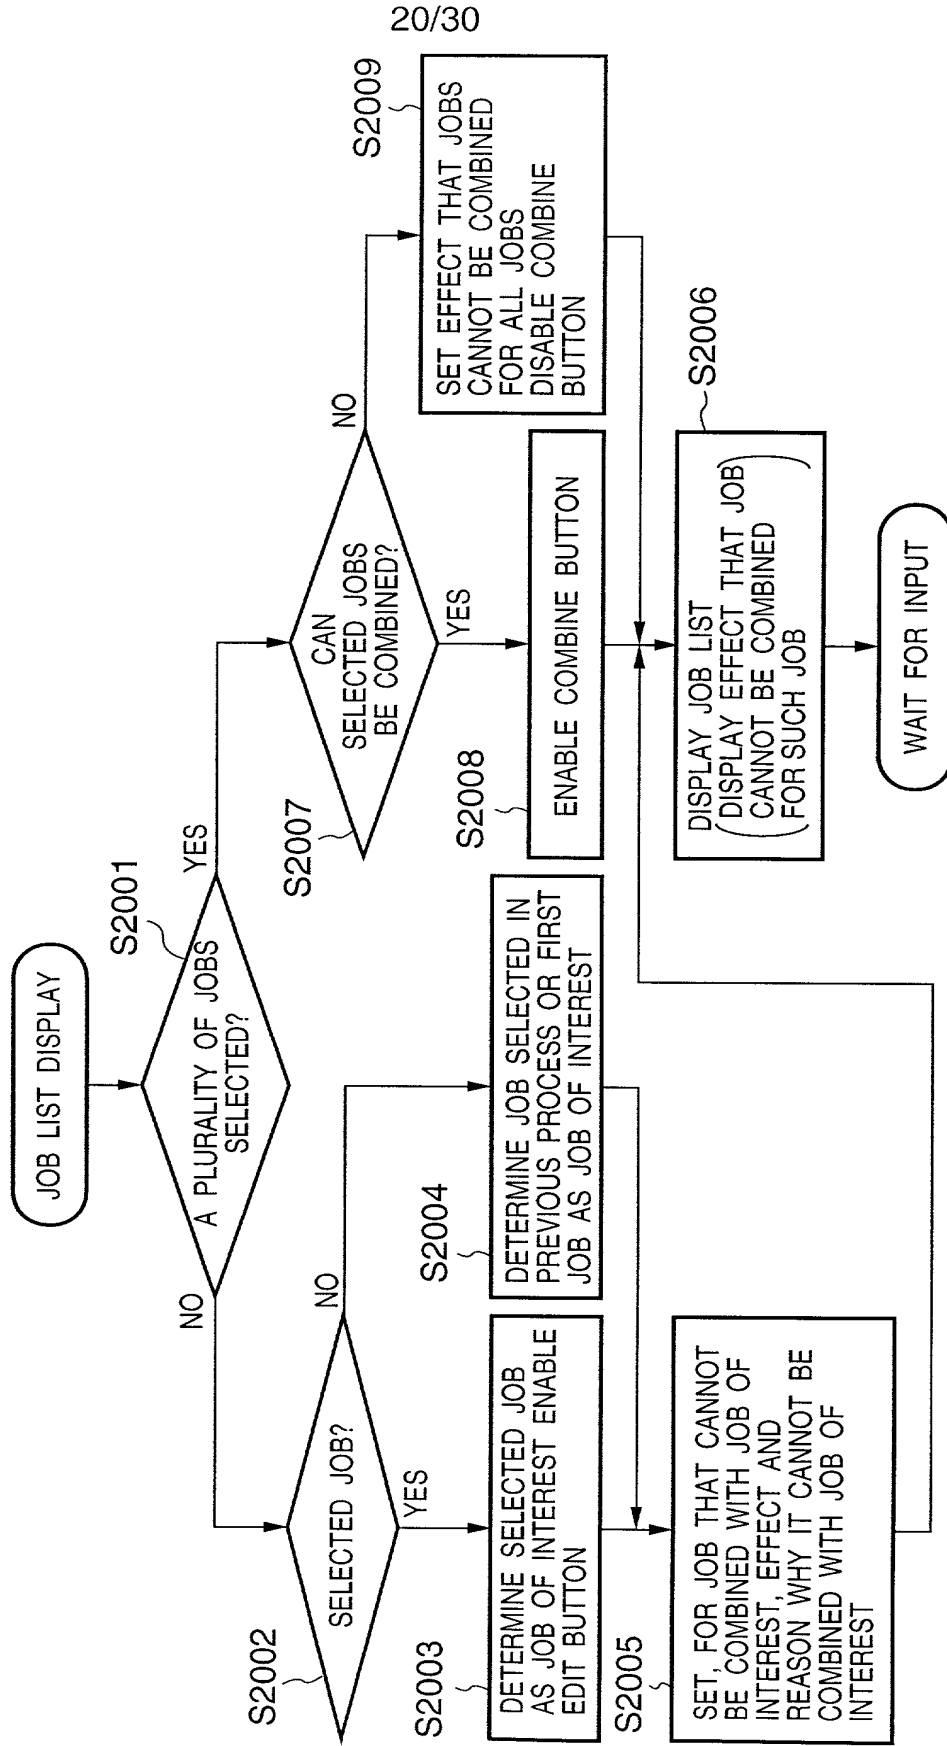 20/30
JOB LIST DISPLAY
S2001
A PLURALITY OF JOBS
SELECTED?
NO
YES
S2002
SELECTED JOB?
NO
YES
S2003
DETERMINE SELECTED JOB
AS JOB OF INTEREST ENABLE
EDIT BUTTON
S2004
DETERMINE JOB SELECTED IN
PREVIOUS PROCESS OR FIRST
JOB AS JOB OF INTEREST
S2005
SET, FOR JOB THAT CANNOT
BE COMBINED WITH JOB OF
INTEREST, EFFECT AND
REASON WHY IT CANNOT BE
COMBINED WITH JOB OF
INTEREST
S2007
CAN
SELECTED JOBS
BE COMBINED?
NO
YES
S2008
ENABLE COMBINE BUTTON
S2009
SET EFFECT THAT JOBS
CANNOT BE COMBINED
FOR ALL JOBS
DISABLE COMBINE
BUTTON
S2006
DISPLAY JOB LIST
(DISPLAY EFFECT THAT JOB
CANNOT BE COMBINED
FOR SUCH JOB)
WAIT FOR INPUT